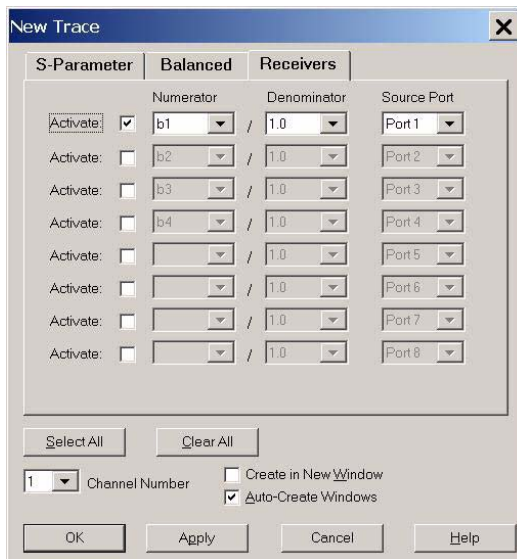 New Trace
S-Parameter Balanced Receivers
Numerator Denominator Source Port
Activate: b1 / 1.0 Port 1
Activate: b2 / 1.0 Port 2
Activate: b3 / 1.0 Port 3
Activate: b4 / 1.0 Port 4
Activate: / 1.0 Port 5
Activate: / 1.0 Port 6
Activate: / 1.0 Port 7
Activate: / 1.0 Port 8
Select All Clear All
1 Channel Number
Create in New Window
Auto-Create Windows
OK Apply Cancel Help